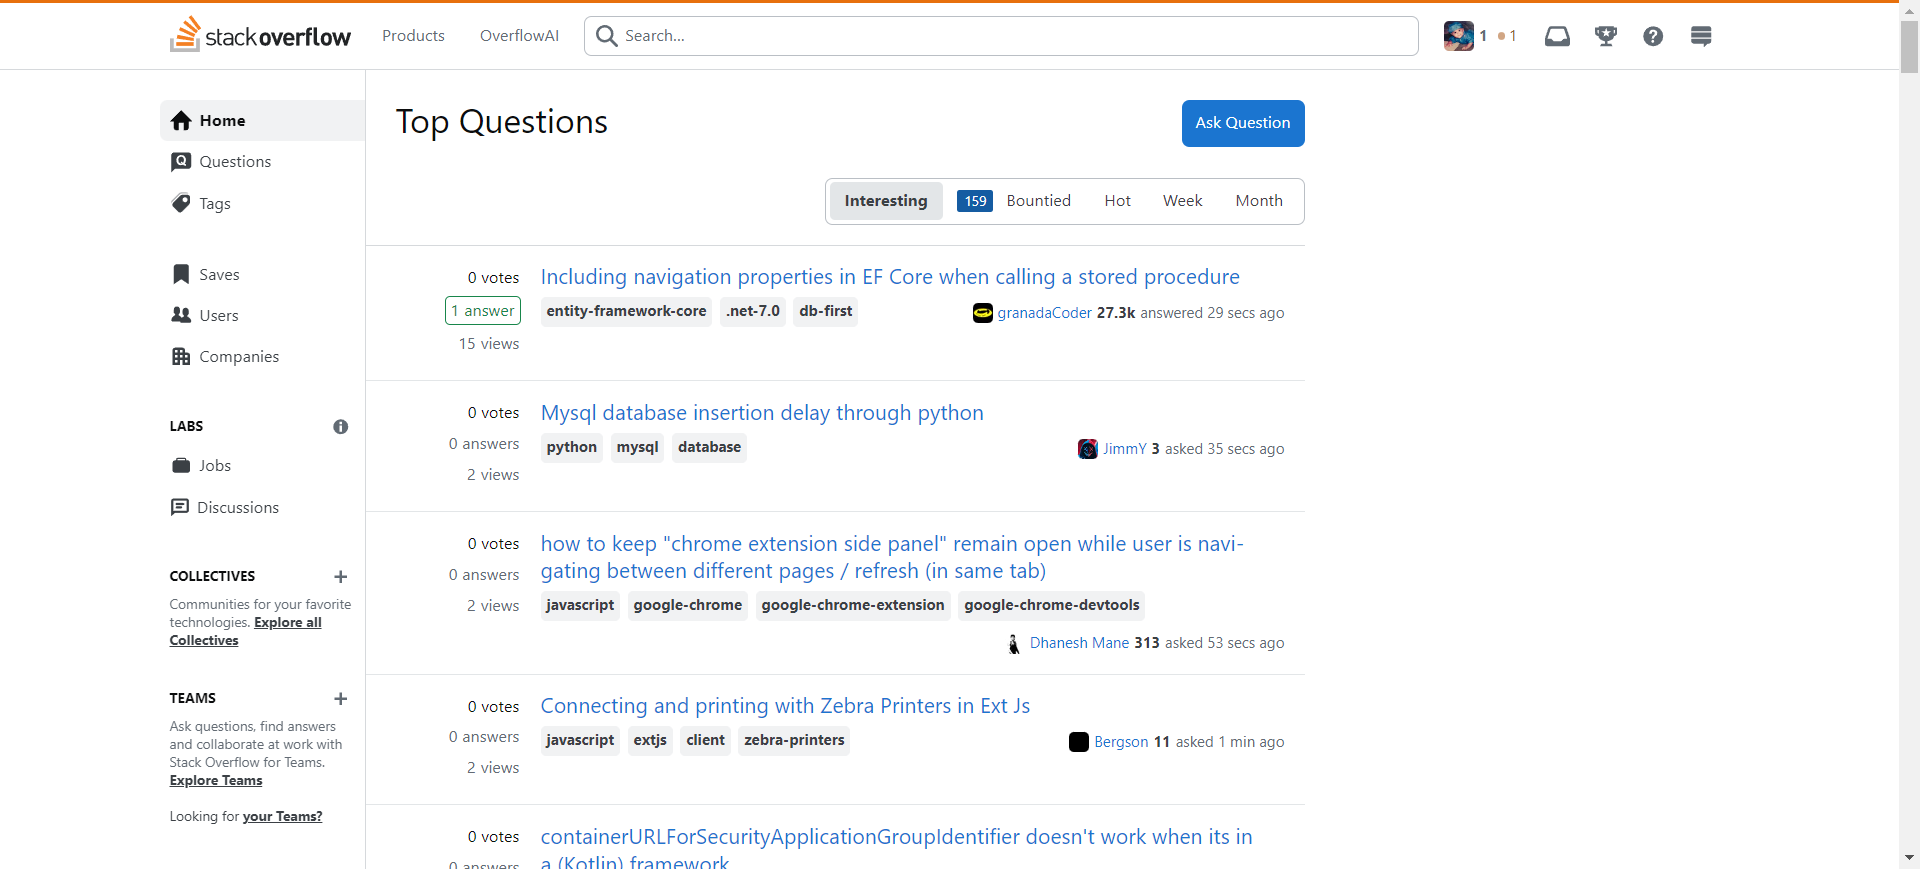 stackoverflow
Products
OverflowAI
Search...
1
1
Home
Questions
Tags
Saves
Users
Companies
LABS
Jobs
Discussions
COLLECTIVES
Communities for your favorite
technologies. Explore all
Collectives
TEAMS
Ask questions, find answers
and collaborate at work with
Stack Overflow for Teams.
Explore Teams
Looking for your Teams?
Top Questions
Ask Question
Interesting
159 Bountied
Hot
Week
Month
0 votes
1 answer
15 views
Including navigation properties in EF Core when calling a stored procedure
entity-framework-core .net-7.0 db-first
granadaCoder 27.3k answered 29 secs ago
0 votes
0 answers
2 views
Mysql database insertion delay through python
python mysql database
JimmY 3 asked 35 secs ago
0 votes
0 answers
2 views
how to keep "chrome extension side panel" remain open while user is navi-
gating between different pages / refresh (in same tab)
javascript google-chrome google-chrome-extension google-chrome-devtools
Dhanesh Mane 313 asked 53 secs ago
0 votes
0 answers
2 views
Connecting and printing with Zebra Printers in Ext Js
javascript extjs client zebra-printers
Bergson 11 asked 1 min ago
0 votes
0 answers
containerURLForSecurityApplicationGroupIdentifier doesn't work when its in
a (Kotlin) framework